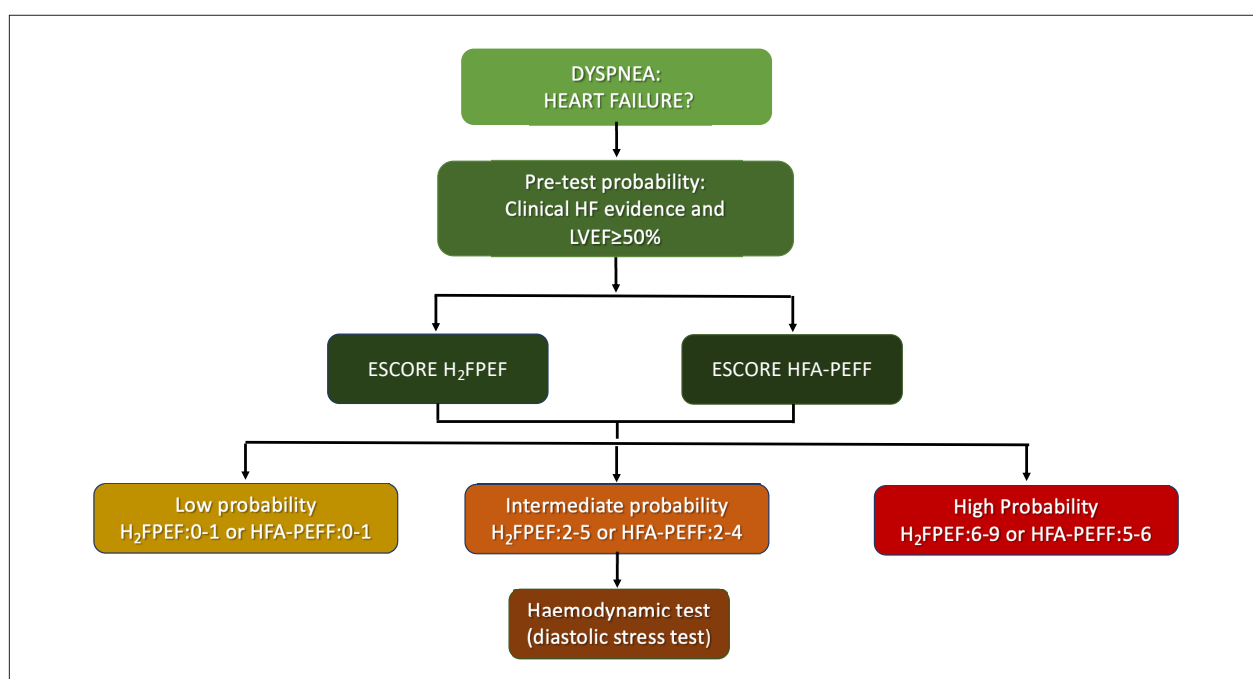 DYSPNEA:
HEART FAILURE?
Pre-test probability:
Clinical HF evidence and
LVEF≥50%
ESCORE H₂FPEF
ESCORE HFA-PEFF
Low probability
H₂FPEF:0-1 or HFA-PEFF:0-1
Intermediate probability
H₂FPEF:2-5 or HFA-PEFF:2-4
High Probability
H₂FPEF:6-9 or HFA-PEFF:5-6
Haemodynamic test
(diastolic stress test)